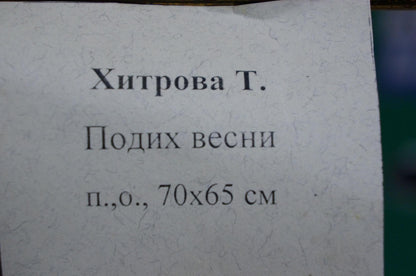 Хитрова Т.
Подих весни
п.,о., 70х65 см